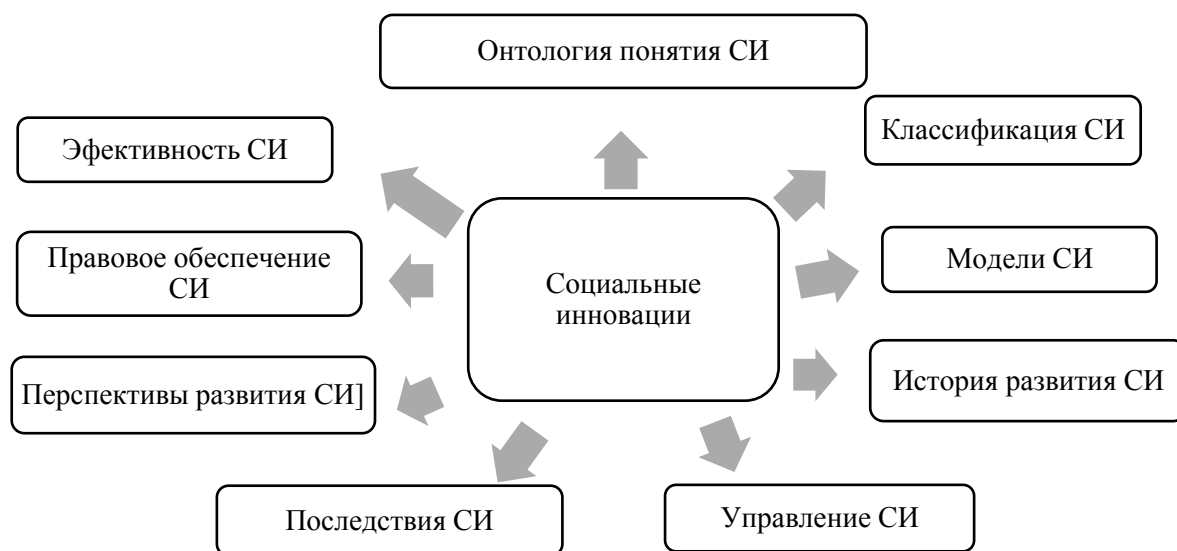 Онтология понятия СИ
Классификация СИ
Эфективность СИ
Модели СИ
Правовое обеспечение
СИ
Социальные
инновации
История развития СИ
Перспективы развития СИ]
Управление СИ
Последствия СИ